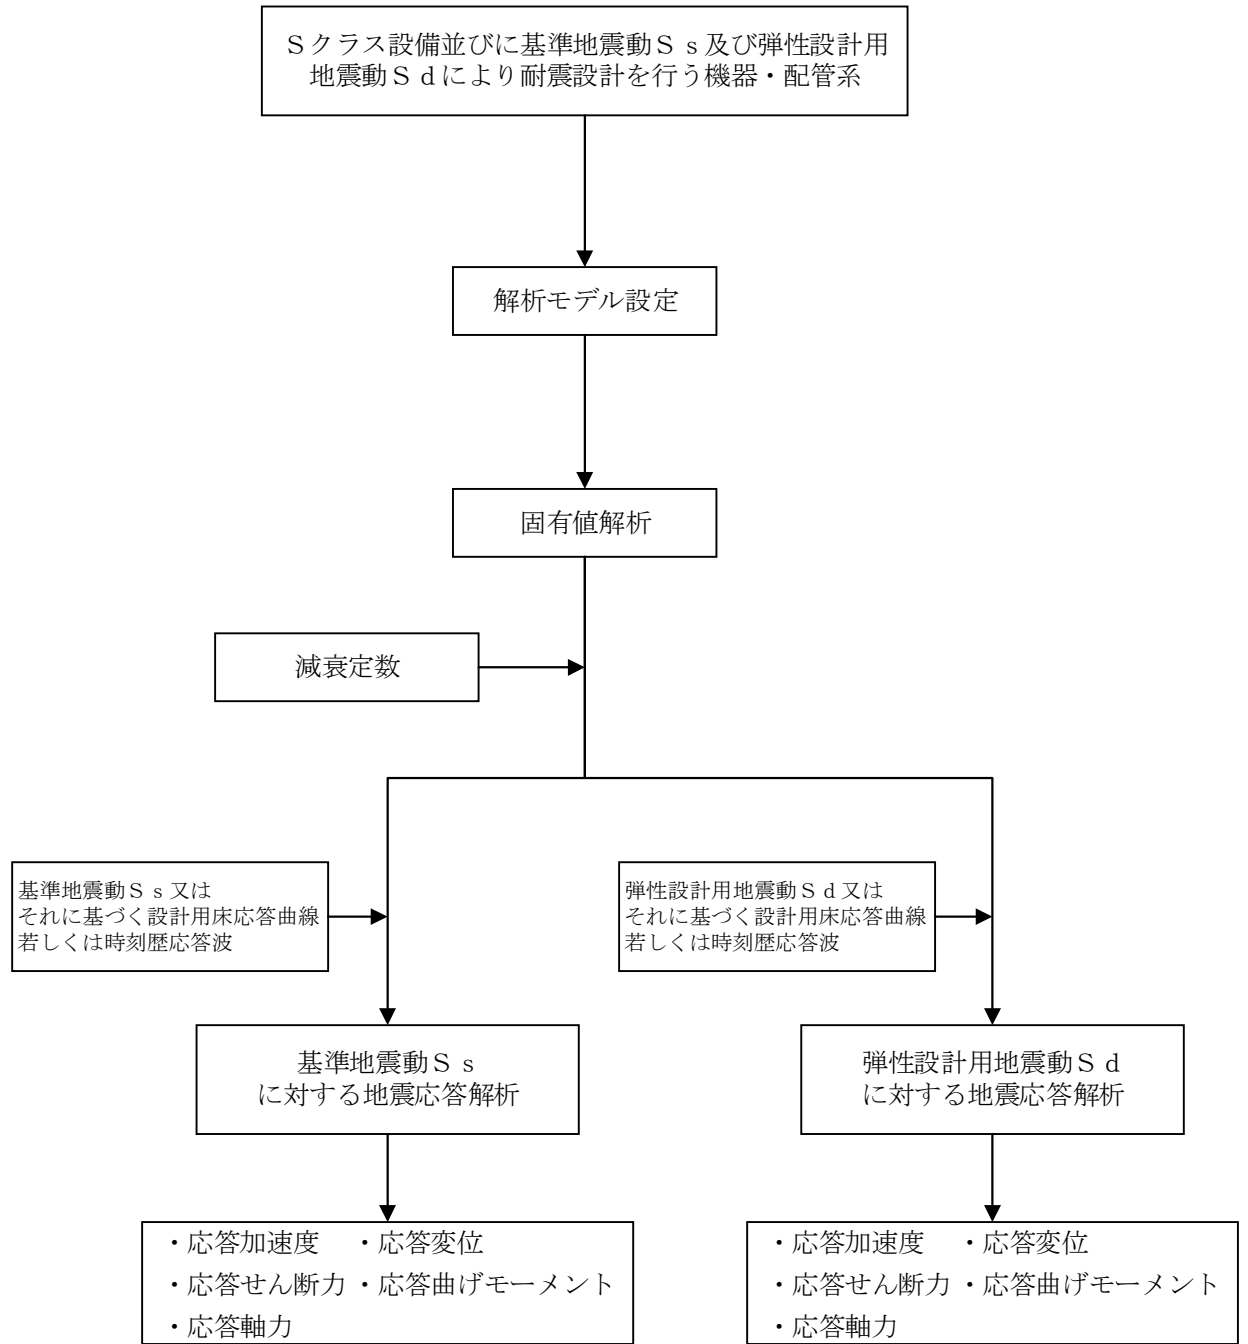 Ｓクラス設備並びに基準地震動Ｓｓ及び弾性設計用
地震動Ｓｄにより耐震設計を行う機器・配管系
解析モデル設定
固有値解析
減衰定数
基準地震動Ｓｓ又は
それに基づく設計用床応答曲線
若しくは時刻歴応答波
弾性設計用地震動Ｓｄ又は
それに基づく設計用床応答曲線
若しくは時刻歴応答波
基準地震動Ｓｓ
に対する地震応答解析
弾性設計用地震動Ｓｄ
に対する地震応答解析
・応答加速度　・応答変位
・応答せん断力・応答曲げモーメント
・応答軸力
・応答加速度　・応答変位
・応答せん断力・応答曲げモーメント
・応答軸力